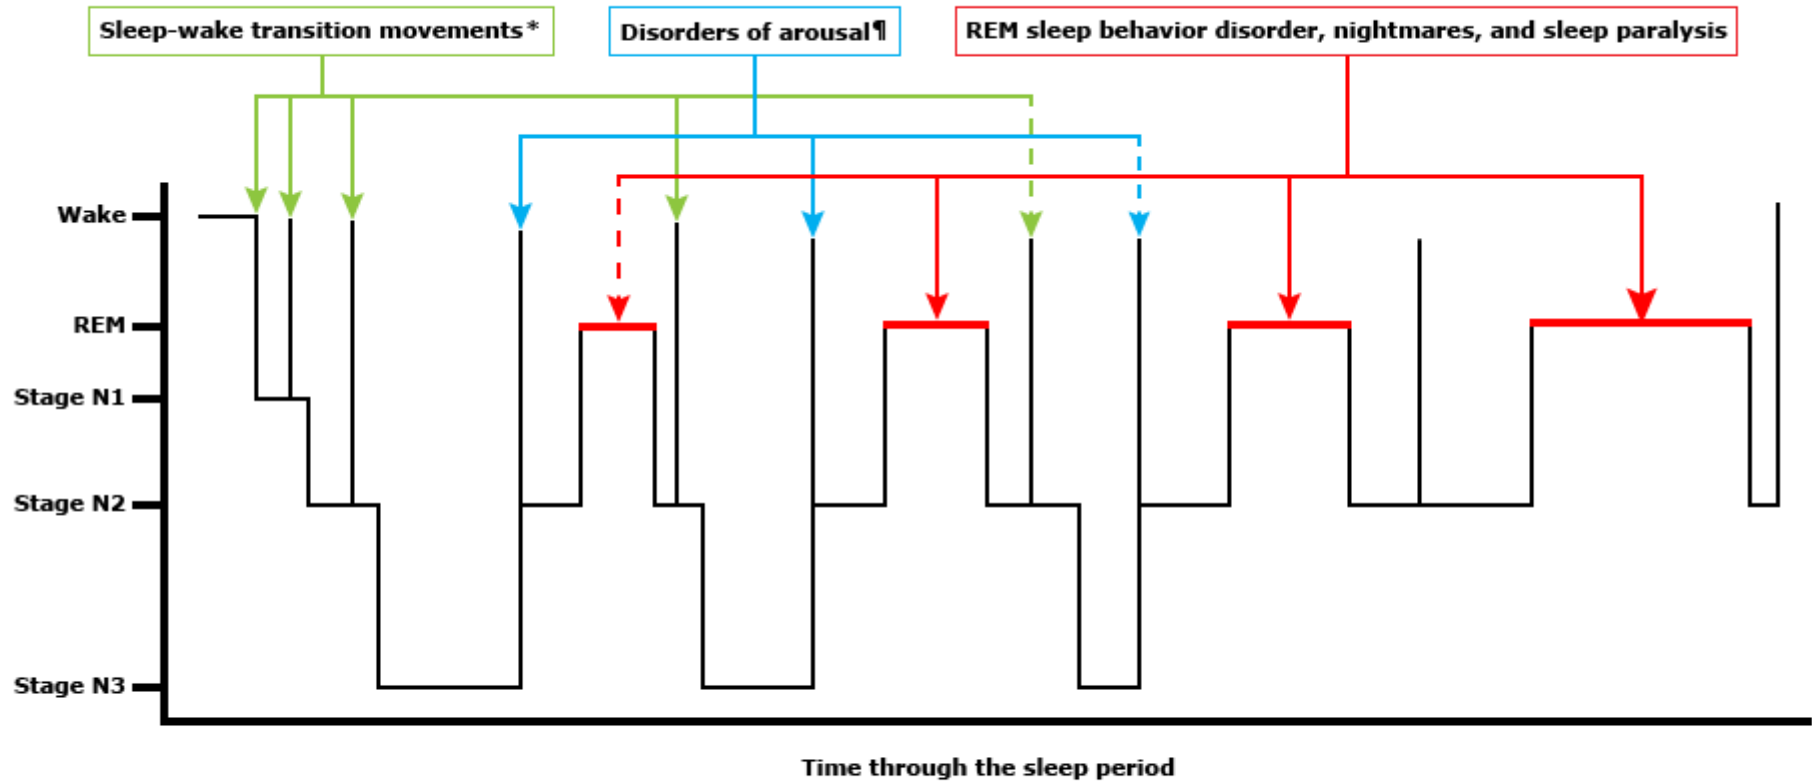 Sleep-wake transition movements*
Disorders of arousal¶
REM sleep behavior disorder, nightmares, and sleep paralysis
Wake
REM
Stage N1
Stage N2
Stage N3
Time through the sleep period